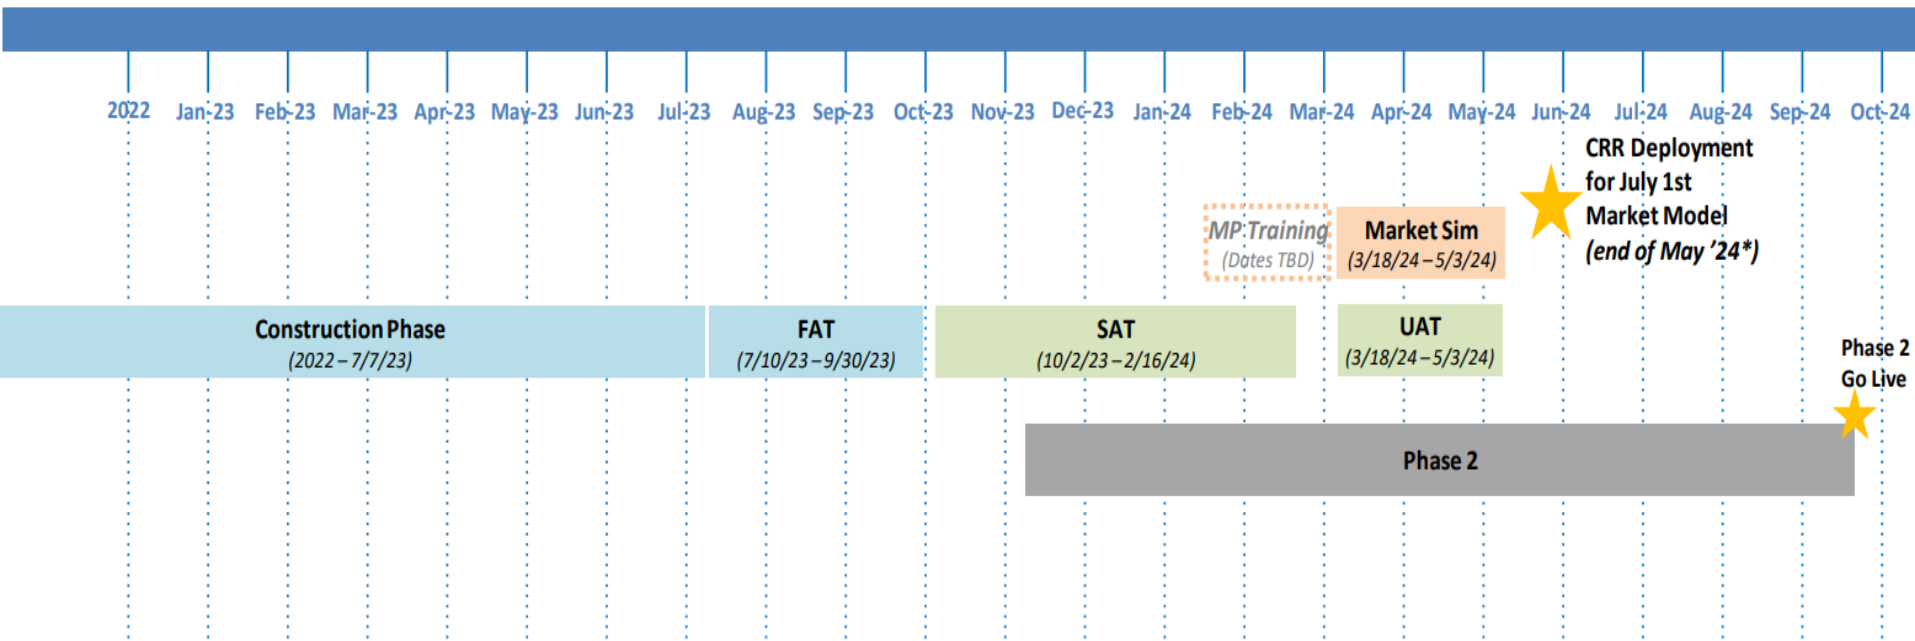 2022 Jan-23 Feb-23 Mar-23 Apr-23 May-23 Jun-23 Jul-23 Aug-23 Sep-23 Oct-23 Nov-23 Dec-23 Jan-24 Feb-24 Mar-24 Apr-24 May-24 Jun-24 Jul-24 Aug-24 Sep-24 Oct-24
CRR Deployment
for July 1st
Market Model
(end of May ’24*)
MP Training
(Dates TBD)
Market Sim
(3/18/24 – 5/3/24)
Construction Phase
(2022 – 7/7/23)
FAT
(7/10/23 – 9/30/23)
SAT
(10/2/23 – 2/16/24)
UAT
(3/18/24 – 5/3/24)
Phase 2
Go Live
Phase 2